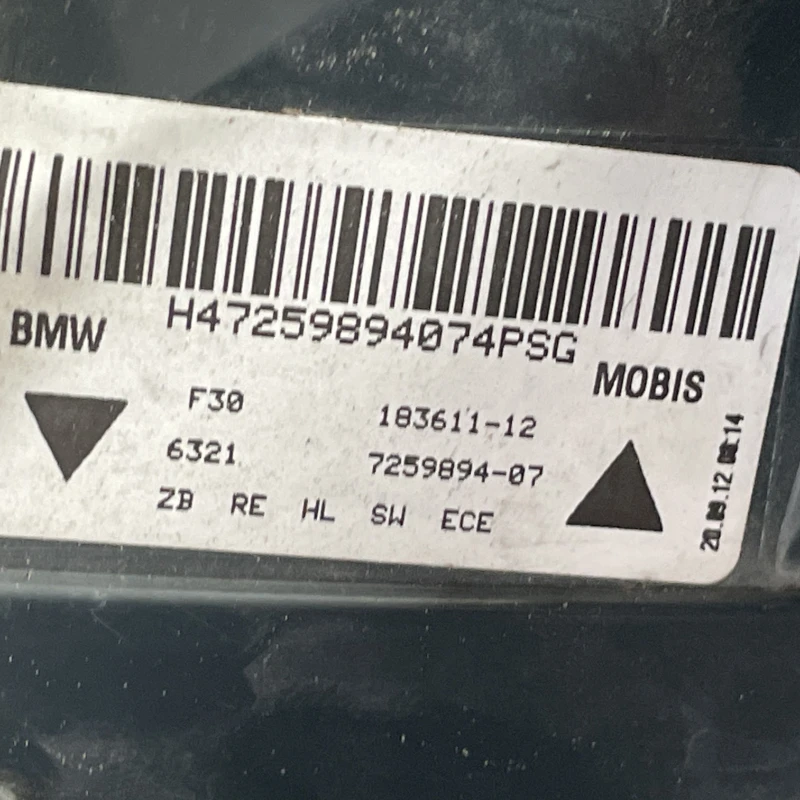 H47259894074PSG
BMW
MOBIS
F30 183611-12
6321 7259894-07
ZB RE HL SW ECE